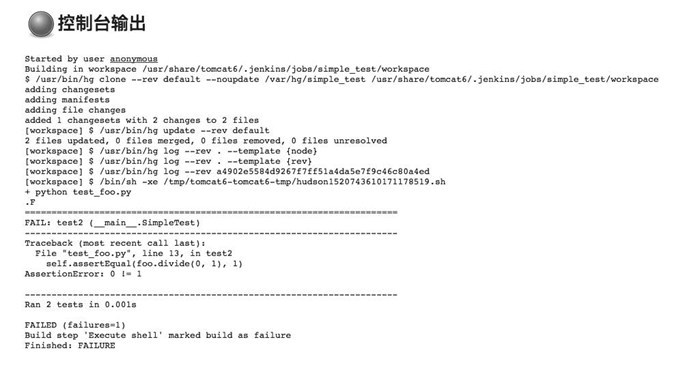 控制台输出
Started by user anonymous
Building in workspace /usr/share/tomcat6/.jenkins/jobs/simple_test/workspace
$ /usr/bin/hg clone --rev default --noupdate /var/hg/simple_test /usr/share/tomcat6/.jenkins/jobs/simple_test/workspace
adding changesets
adding manifests
adding file changes
added 1 changesets with 2 changes to 2 files
[workspace] $ /usr/bin/hg update --rev default
2 files updated, 0 files merged, 0 files removed, 0 files unresolved
[workspace] $ /usr/bin/hg log --rev . --template {node}
[workspace] $ /usr/bin/hg log --rev . --template {rev}
[workspace] $ /usr/bin/hg log --rev a4902e5584d9267f7ff51a4da5e7f9c46c80a4ed
[workspace] $ /bin/sh -xe /tmp/tomcat6-tomcat6-tmp/hudson1520743610171178519.sh
+ python test_foo.py
.F
======================================================================
FAIL: test2 (__main__.SimpleTest)
----------------------------------------------------------------------
Traceback (most recent call last):
  File "test_foo.py", line 13, in test2
    self.assertEqual(foo.divide(0, 1), 1)
AssertionError: 0 != 1

----------------------------------------------------------------------
Ran 2 tests in 0.001s

FAILED (failures=1)
Build step 'Execute shell' marked build as failure
Finished: FAILURE